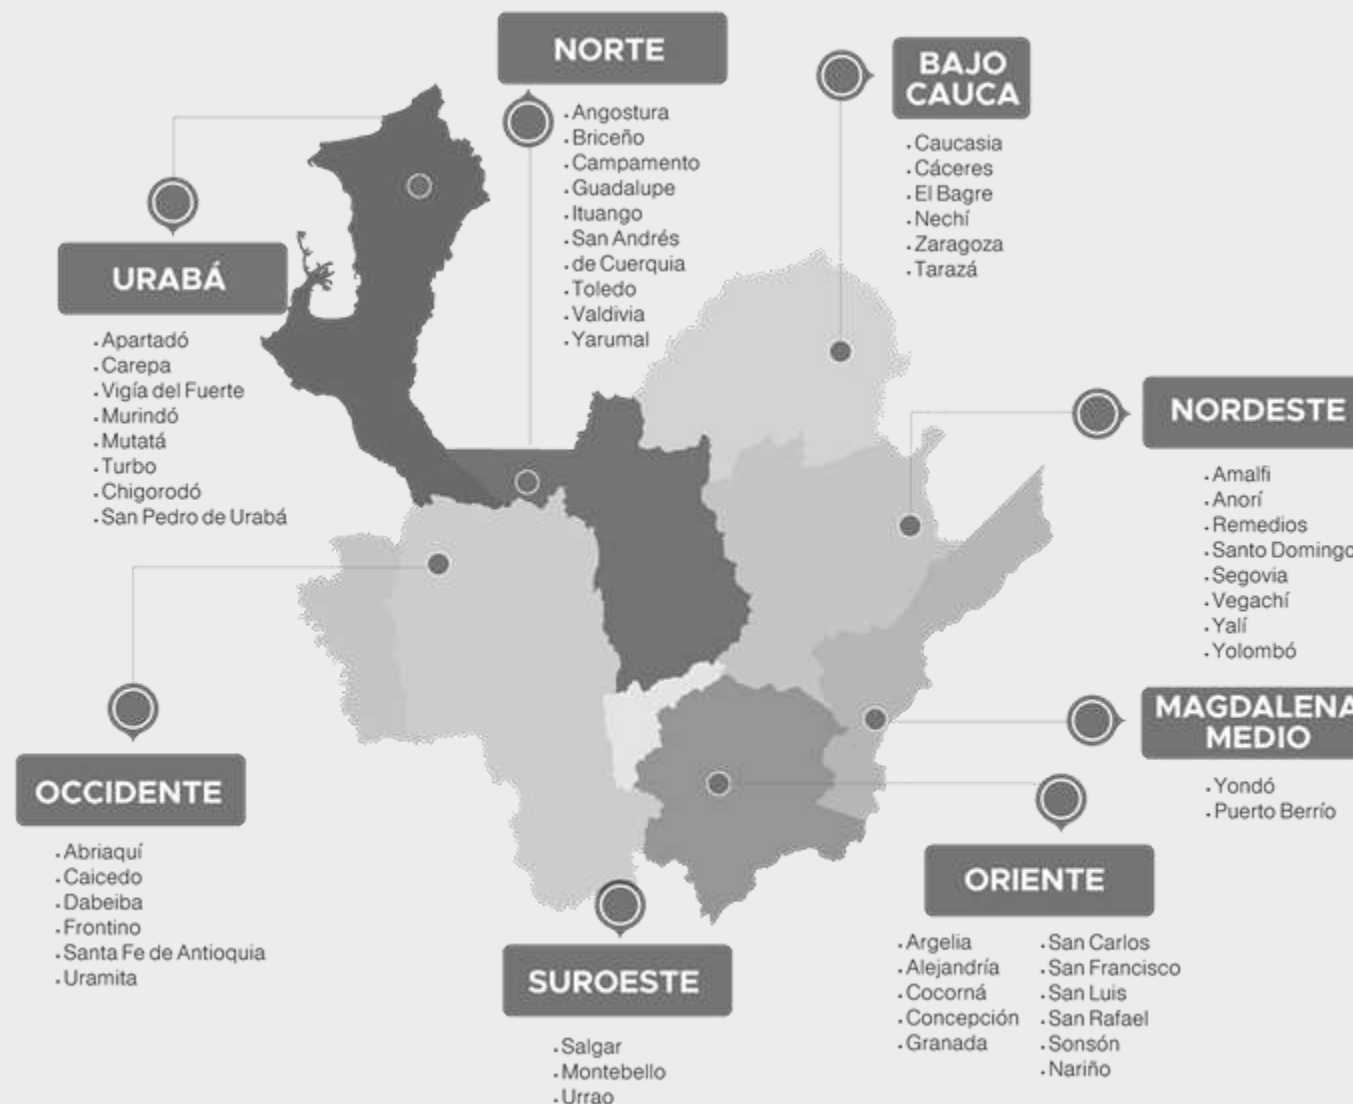 NORTE
· Angostura
· Briceño
· Campamento
· Guadalupe
· Ituango
· San Andrés
· de Cuerquia
· Toledo
· Valdivia
· Yarumal
BAJO
CAUCA
· Caucasia
· Cáceres
· El Bagre
· Nechí
· Zaragoza
· Tarazá
URABÁ
· Apartadó
· Carepa
· Vigía del Fuerte
· Murindó
· Mutatá
· Turbo
· Chigorodó
· San Pedro de Urabá
NORDESTE
· Amalfi
· Anorí
· Remedios
· Santo Domingo
· Segovia
· Vegachí
· Yalí
· Yolombó
MAGDALENA
MEDIO
· Yondó
· Puerto Berrío
OCCIDENTE
· Abriaquí
· Caicedo
· Dabeiba
· Frontino
· Santa Fe de Antioquia
· Uramita
ORIENTE
· Argelia
· Alejandría
· Cocorná
· Concepción
· Granada
· San Carlos
· San Francisco
· San Luis
· San Rafael
· Sonsón
· Nariño
SUROESTE
· Salgar
· Montebello
· Urrao